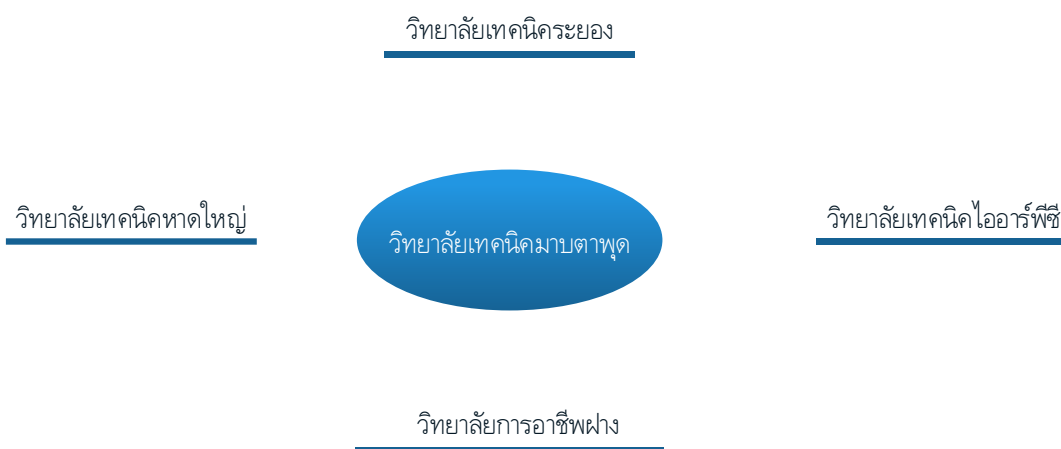 วิทยาลัยเทคนิคระยอง
วิทยาลัยเทคนิคหาดใหญ่
วิทยาลัยเทคนิคมาบตาพุด
วิทยาลัยเทคนิคไออาร์พีซี
วิทยาลัยการอาชีพฝาง